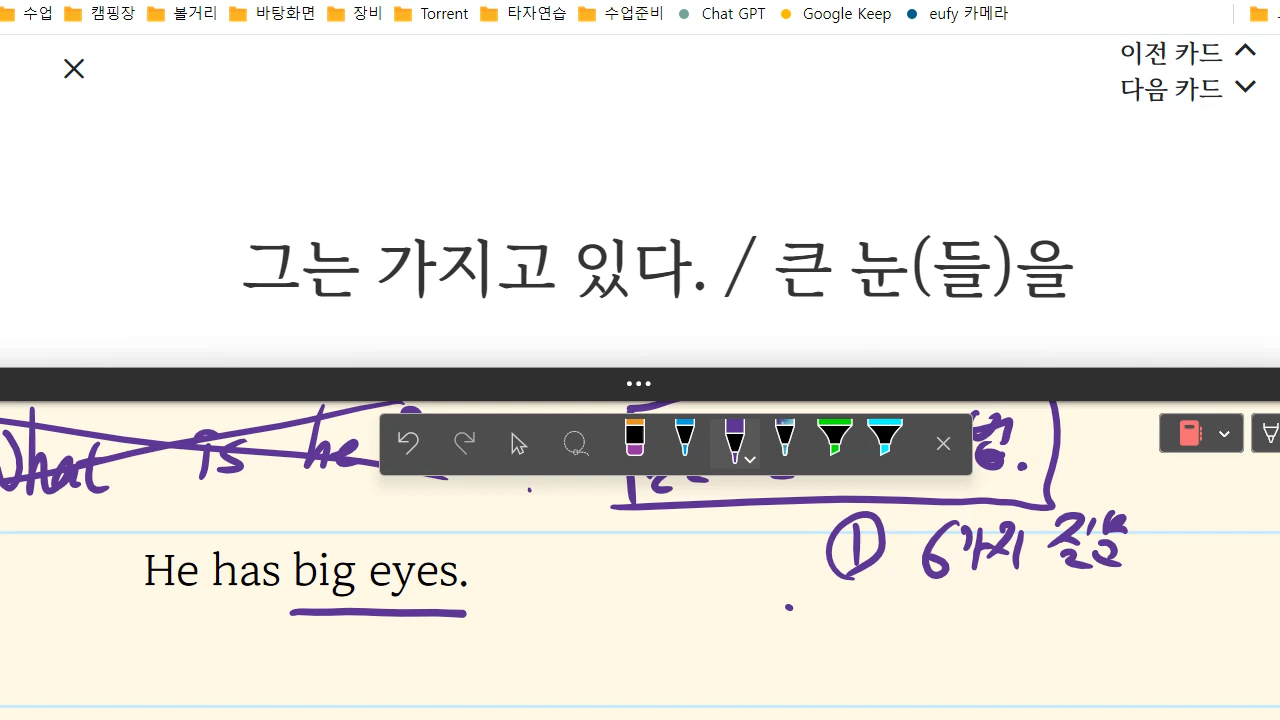 수업 캠핑장 볼거리 바탕화면 장비 Torrent 타자연습 수업준비 Chat GPT Google Keep eufy 카메라
이전 카드
다음 카드
그는 가지고 있다. / 큰 눈(들)을
What is he
He has big eyes.
① 6가지 질문